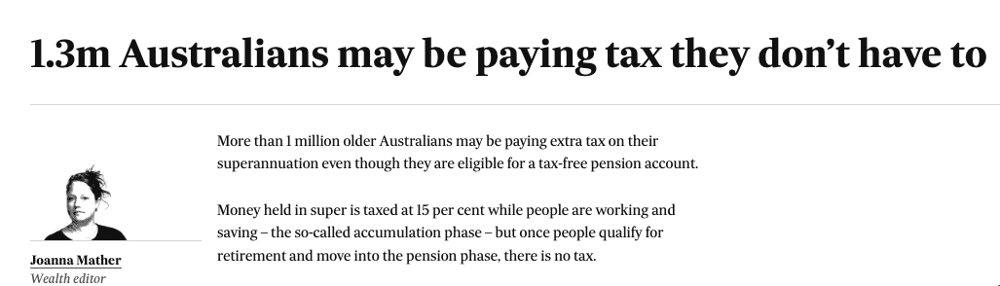 1.3m Australians may be paying tax they don’t have to
More than 1 million older Australians may be paying extra tax on their
superannuation even though they are eligible for a tax-free pension account.
Money held in super is taxed at 15 per cent while people are working and
saving – the so-called accumulation phase – but once people qualify for
retirement and move into the pension phase, there is no tax.
Joanna Mather
Wealth editor